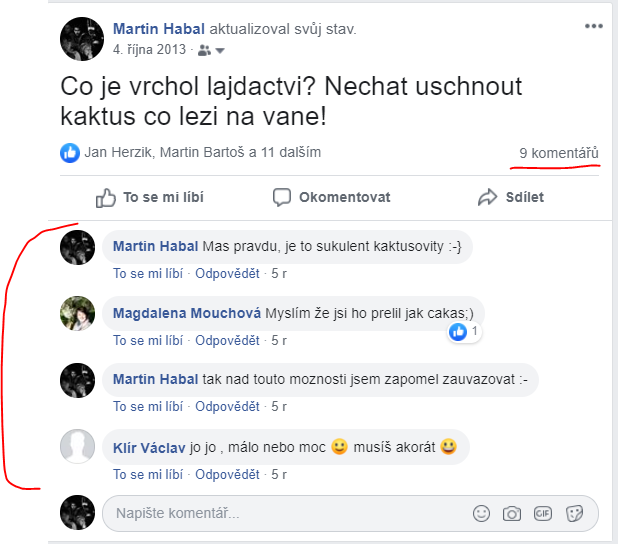 Martin Habal aktualizoval svůj stav.
4. října 2013 ·
Co je vrchol lajdactvi? Nechat uschnout
kaktus co lezi na vane!
Jan Herzik, Martin Bartoš a 11 dalším
9 komentářů
To se mi líbí
Okomentovat
Sdílet
Martin Habal Mas pravdu, je to sukulent kaktusovity :-}
To se mi líbí · Odpovědět · 5 r
Magdalena Mouchová Myslím že jsi ho prelil jak cakas;)
1
To se mi líbí · Odpovědět · 5 r
Martin Habal tak nad touto moznosti jsem zapomel zauvazovat :-
To se mi líbí · Odpovědět · 5 r
Klír Václav jo jo , málo nebo moc 🙂 musíš akorát 😀
To se mi líbí · Odpovědět · 5 r
Napište komentář...
GIF